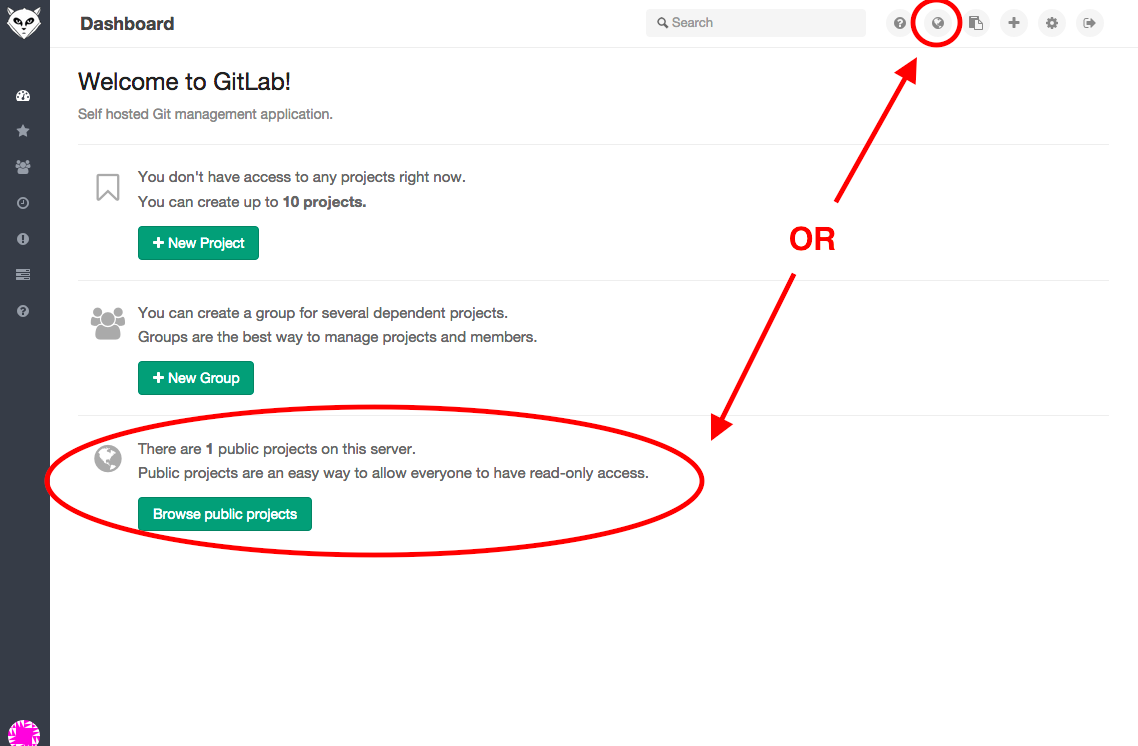 Dashboard
Search
Welcome to GitLab!
Self hosted Git management application.
You don't have access to any projects right now.
You can create up to 10 projects.
+ New Project
OR
You can create a group for several dependent projects.
Groups are the best way to manage projects and members.
+ New Group
There are 1 public projects on this server.
Public projects are an easy way to allow everyone to have read-only access.
Browse public projects